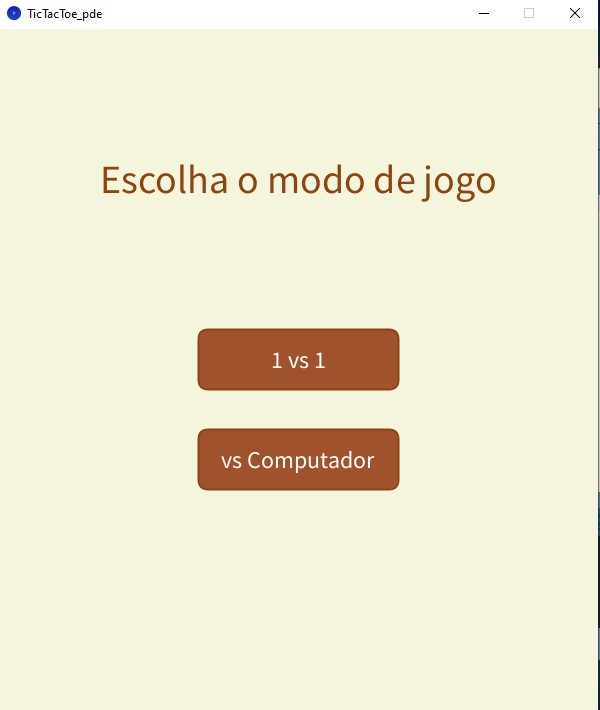 TicTacToe_pde
Escolha o modo de jogo
1 vs 1
vs Computador